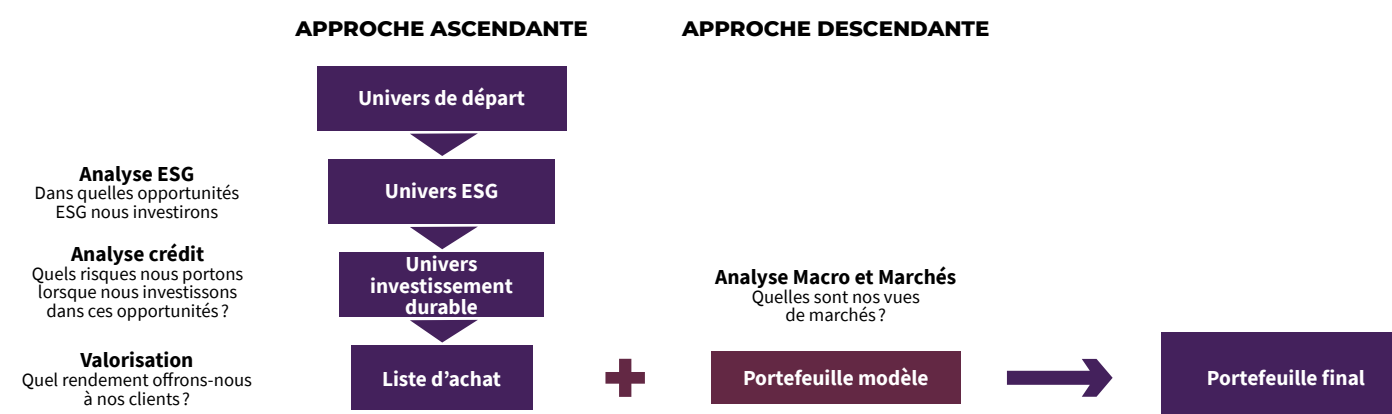 APPROCHE ASCENDANTE
APPROCHE DESCENDANTE
Univers de départ
Analyse ESG
Dans quelles opportunités
ESG nous investirons
Univers ESG
Analyse crédit
Quels risques nous portons
lorsque nous investissons
dans ces opportunités ?
Univers
investissement
durable
Analyse Macro et Marchés
Quelles sont nos vues
de marchés ?
Valorisation
Quel rendement offrons-nous
à nos clients ?
Liste d’achat
Portefeuille modèle
Portefeuille final